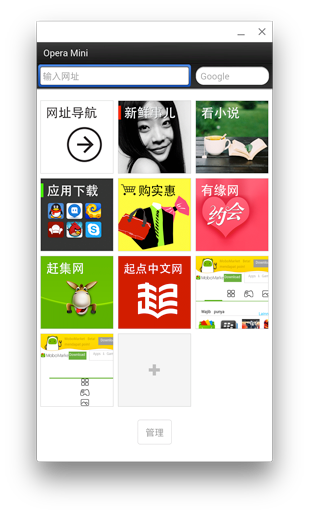 Opera Mini
输入网址
Google
网址导航
新鲜事儿
看小说
应用下载
购实惠
有缘网
约会
赶集网
起点中文网
起
管理